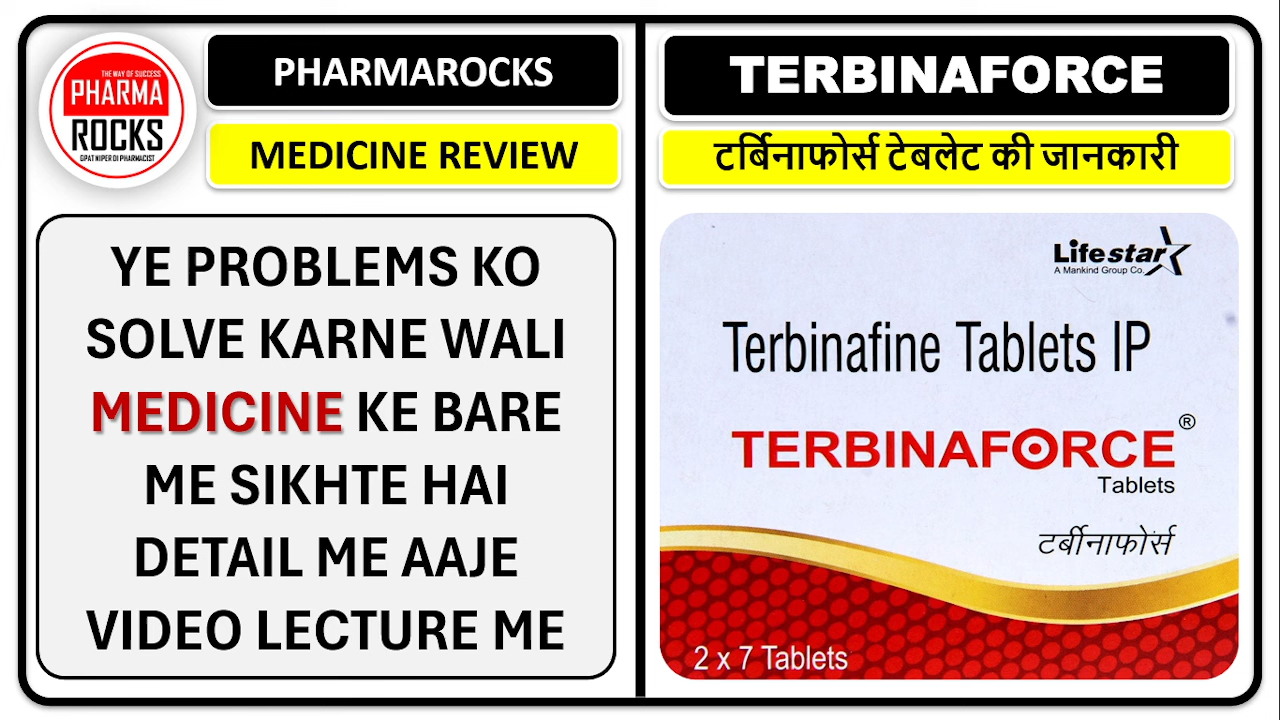 THE WAY OF SUCCESS
PHARMA
ROCKS
GPAT NIPER DI PHARMACIST
PHARMAROCKS
MEDICINE REVIEW
YE PROBLEMS KO
SOLVE KARNE WALI
MEDICINE KE BARE
ME SIKHTE HAI
DETAIL ME AAJE
VIDEO LECTURE ME
TERBINAFORCE
टर्बिनाफोर्स टेबलेट की जानकारी
Lifestar
A Mankind Group Co.
Terbinafine Tablets IP
TERBINAFORCE®
Tablets
टर्बीनाफोर्स
2 x 7 Tablets